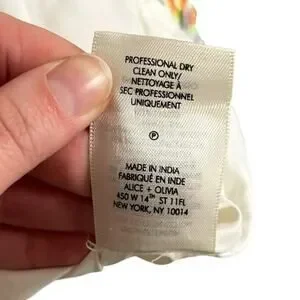 PROFESSIONAL DRY
CLEAN ONLY/
NETTOYAGE À
SEC PROFESSIONNEL
UNIQUEMENT
P
MADE IN INDIA
FABRIQUÉ EN INDE
ALICE + OLIVIA
450 W 14TH ST 11FL
NEW YORK, NY 10014